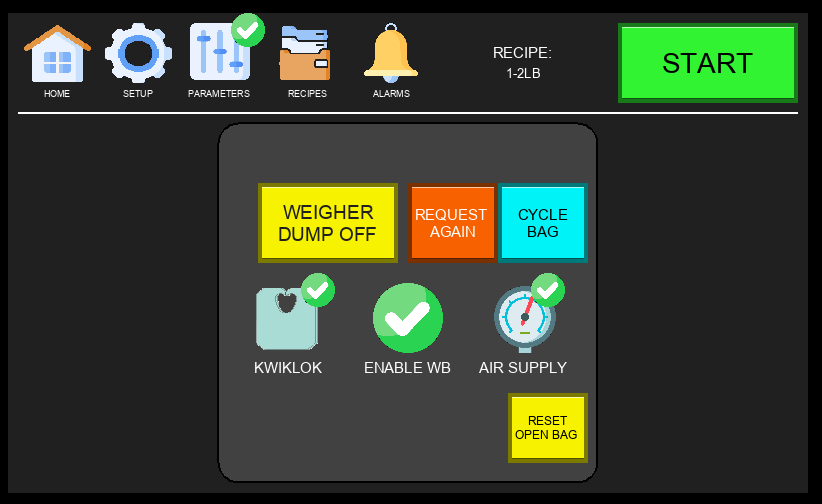 HOME
SETUP
PARAMETERS
RECIPES
ALARMS
RECIPE:
1-2LB
START
WEIGHER
DUMP OFF
REQUEST
AGAIN
CYCLE
BAG
KWIKLOK
ENABLE WB
AIR SUPPLY
RESET
OPEN BAG